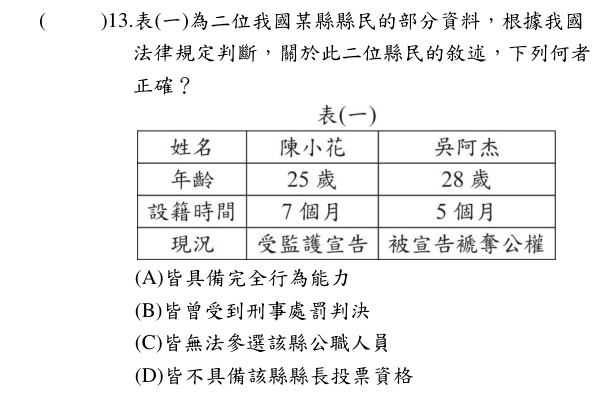 (　　)13.表(一)為二位我國某縣縣民的部分資料，根據我國
法律規定判斷，關於此二位縣民的敘述，下列何者
正確？
表(一)
姓名 陳小花 吳阿杰
年齡 25 歲 28 歲
設籍時間 7 個月 5 個月
現況 受監護宣告 被宣告褫奪公權
(A)皆具備完全行為能力
(B)皆曾受到刑事處罰判決
(C)皆無法參選該縣公職人員
(D)皆不具備該縣縣長投票資格